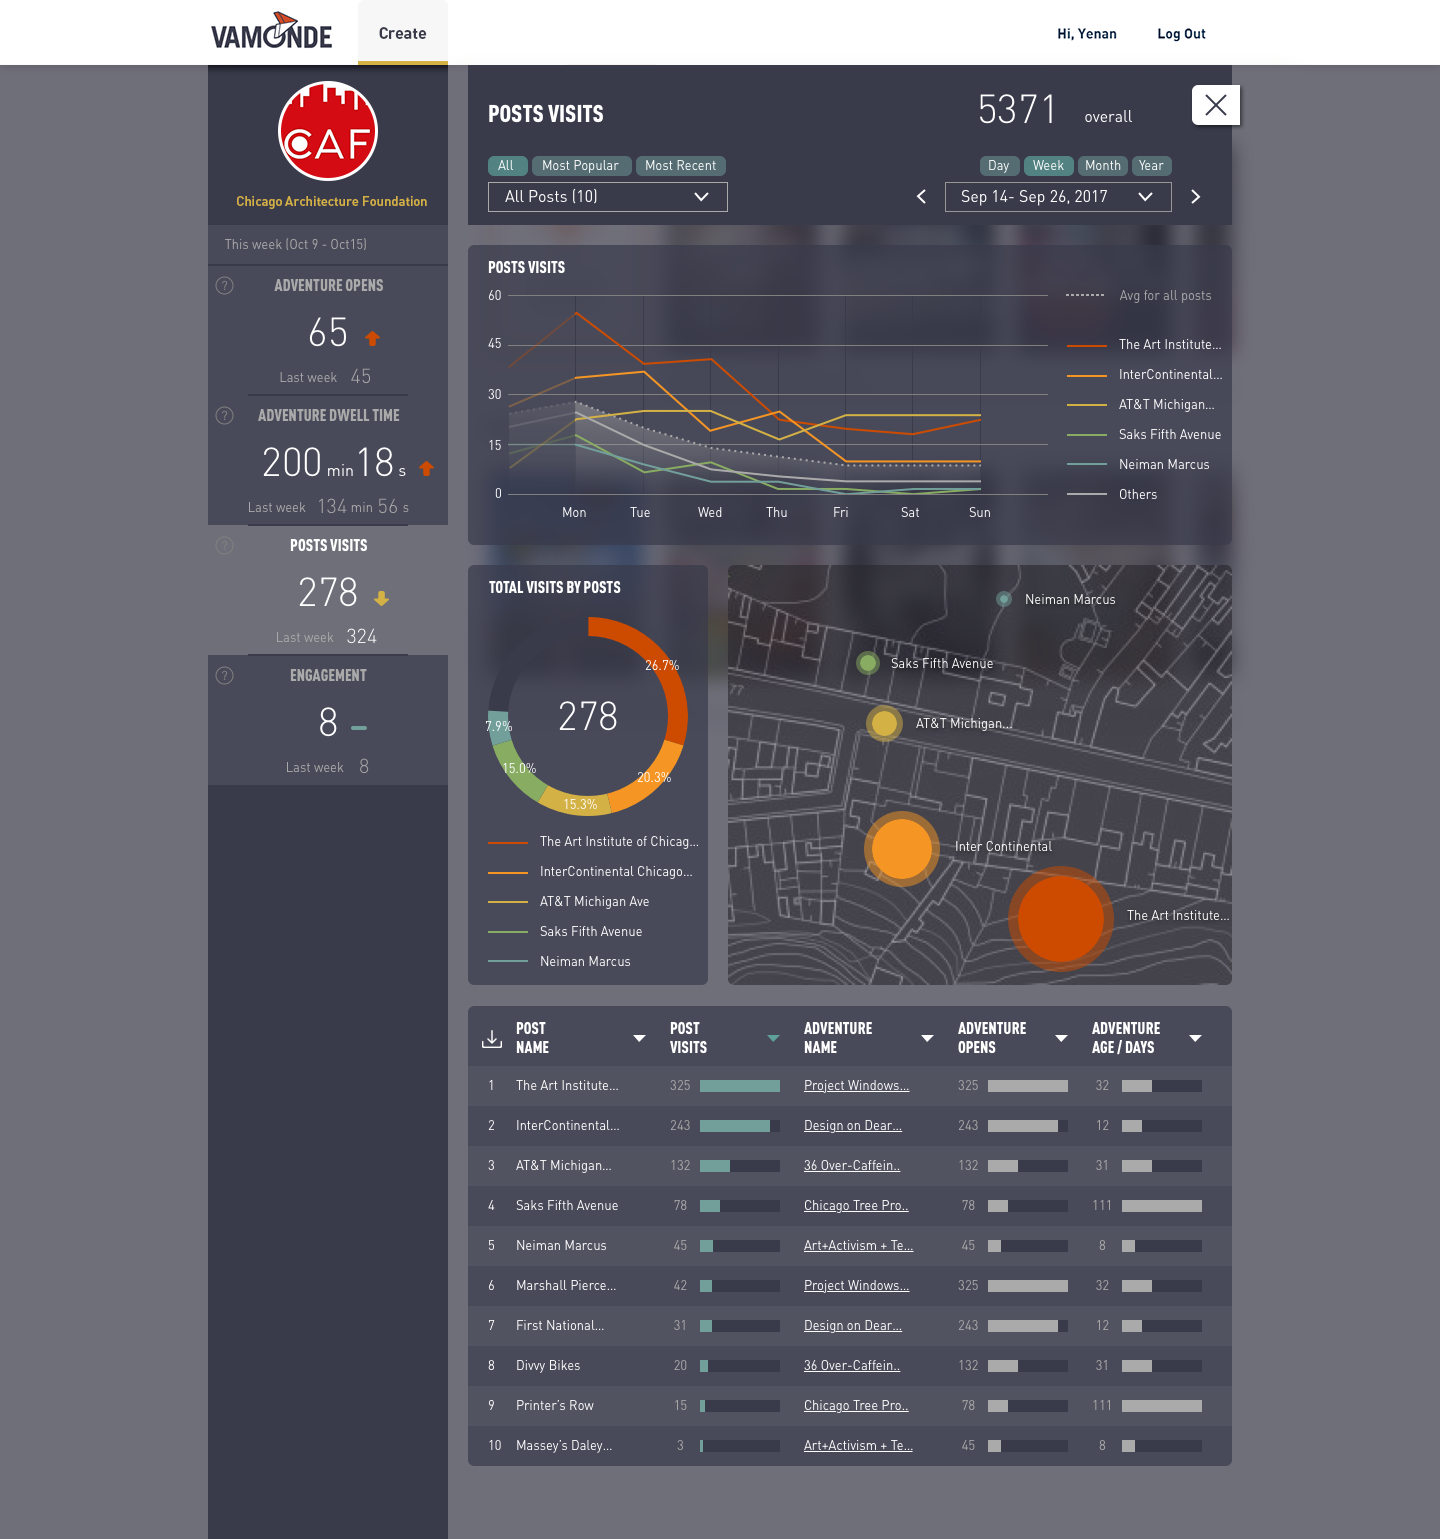 VAMONDE
Create
Hi, Yenan
Log Out
CAF
Chicago Architecture Foundation
This week (Oct 9 - Oct15)
? ADVENTURE OPENS
65
Last week 45
? ADVENTURE DWELL TIME
200 min 18 s
Last week 134 min 56 s
? POSTS VISITS
278
Last week 324
? ENGAGEMENT
8
Last week 8
POSTS VISITS
5371 overall
All Most Popular Most Recent
Day Week Month Year
All Posts (10)
Sep 14- Sep 26, 2017
POSTS VISITS
60
45
30
15
0
Mon Tue Wed Thu Fri Sat Sun
Avg for all posts
The Art Institute...
InterContinental...
AT&T Michigan...
Saks Fifth Avenue
Neiman Marcus
Others
TOTAL VISITS BY POSTS
26.7%
278
7.9%
15.0%
20.3%
15.3%
The Art Institute of Chicag...
InterContinental Chicago...
AT&T Michigan Ave
Saks Fifth Avenue
Neiman Marcus
Neiman Marcus
Saks Fifth Avenue
77
AT&T Michigan...
Inter Continental
The Art Institute...
POST NAME
POST VISITS
ADVENTURE NAME
ADVENTURE OPENS
ADVENTURE AGE / DAYS
1 The Art Institute... 325 Project Windows... 325 32
2 InterContinental... 243 Design on Dear... 243 12
3 AT&T Michigan... 132 36 Over-Caffein.. 132 31
4 Saks Fifth Avenue 78 Chicago Tree Pro.. 78 111
5 Neiman Marcus 45 Art+Activism + Te... 45 8
6 Marshall Pierce... 42 Project Windows... 325 32
7 First National... 31 Design on Dear... 243 12
8 Divvy Bikes 20 36 Over-Caffein.. 132 31
9 Printer's Row 15 Chicago Tree Pro.. 78 111
10 Massey's Daley... 3 Art+Activism + Te... 45 8